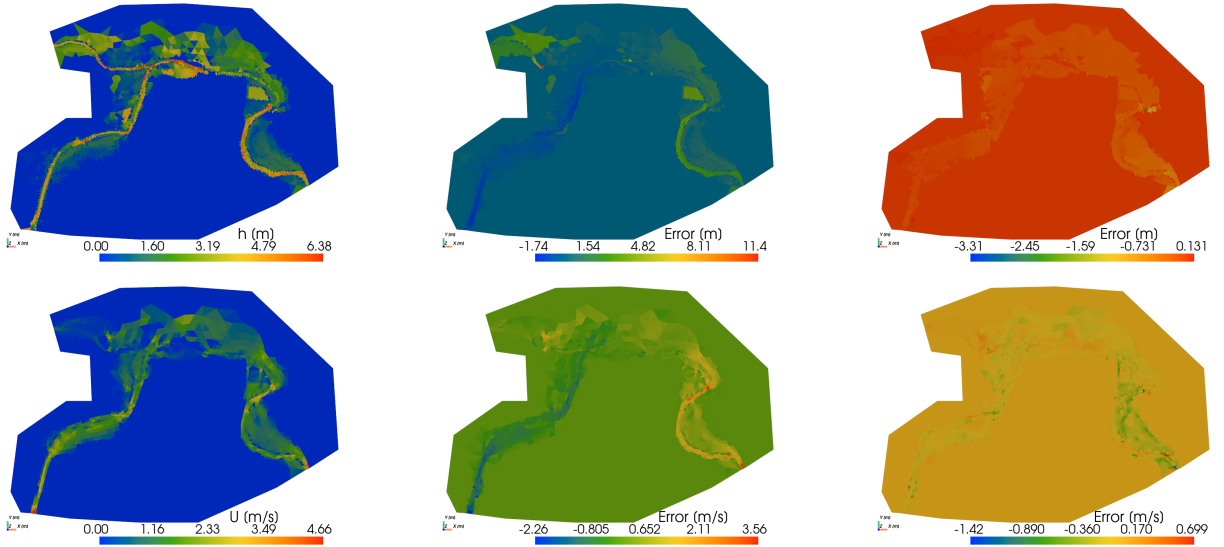 Y (m)
Z X (m)
h (m)
0.00 1.60 3.19 4.79 6.38
Y (m)
Z X (m)
Error (m)
-1.74 1.54 4.82 8.11 11.4
Y (m)
Z X (m)
Error (m)
-3.31 -2.45 -1.59 -0.731 0.131
Y (m)
Z X (m)
U (m/s)
0.00 1.16 2.33 3.49 4.66
Y (m)
Z X (m)
Error (m/s)
-2.26 -0.805 0.652 2.11 3.56
Y (m)
Z X (m)
Error (m/s)
-1.42 -0.890 -0.360 0.170 0.699